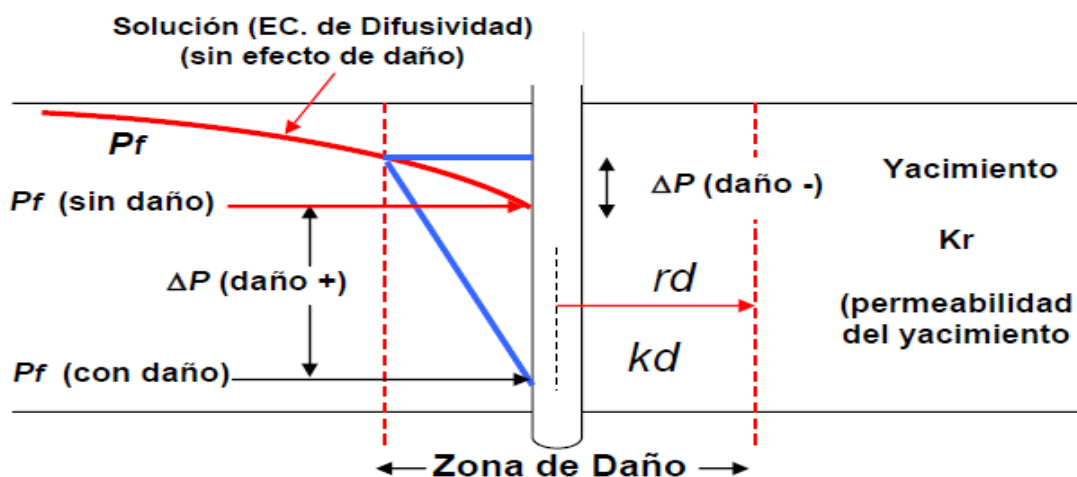 Solución (EC. de Difusividad)
(sin efecto de daño)
Pf
Pf (sin daño)
ΔP (daño +)
Pf (con daño)
ΔP (daño -)
rd
kd
Yacimiento
Kr
(permeabilidad
del yacimiento
Zona de Daño